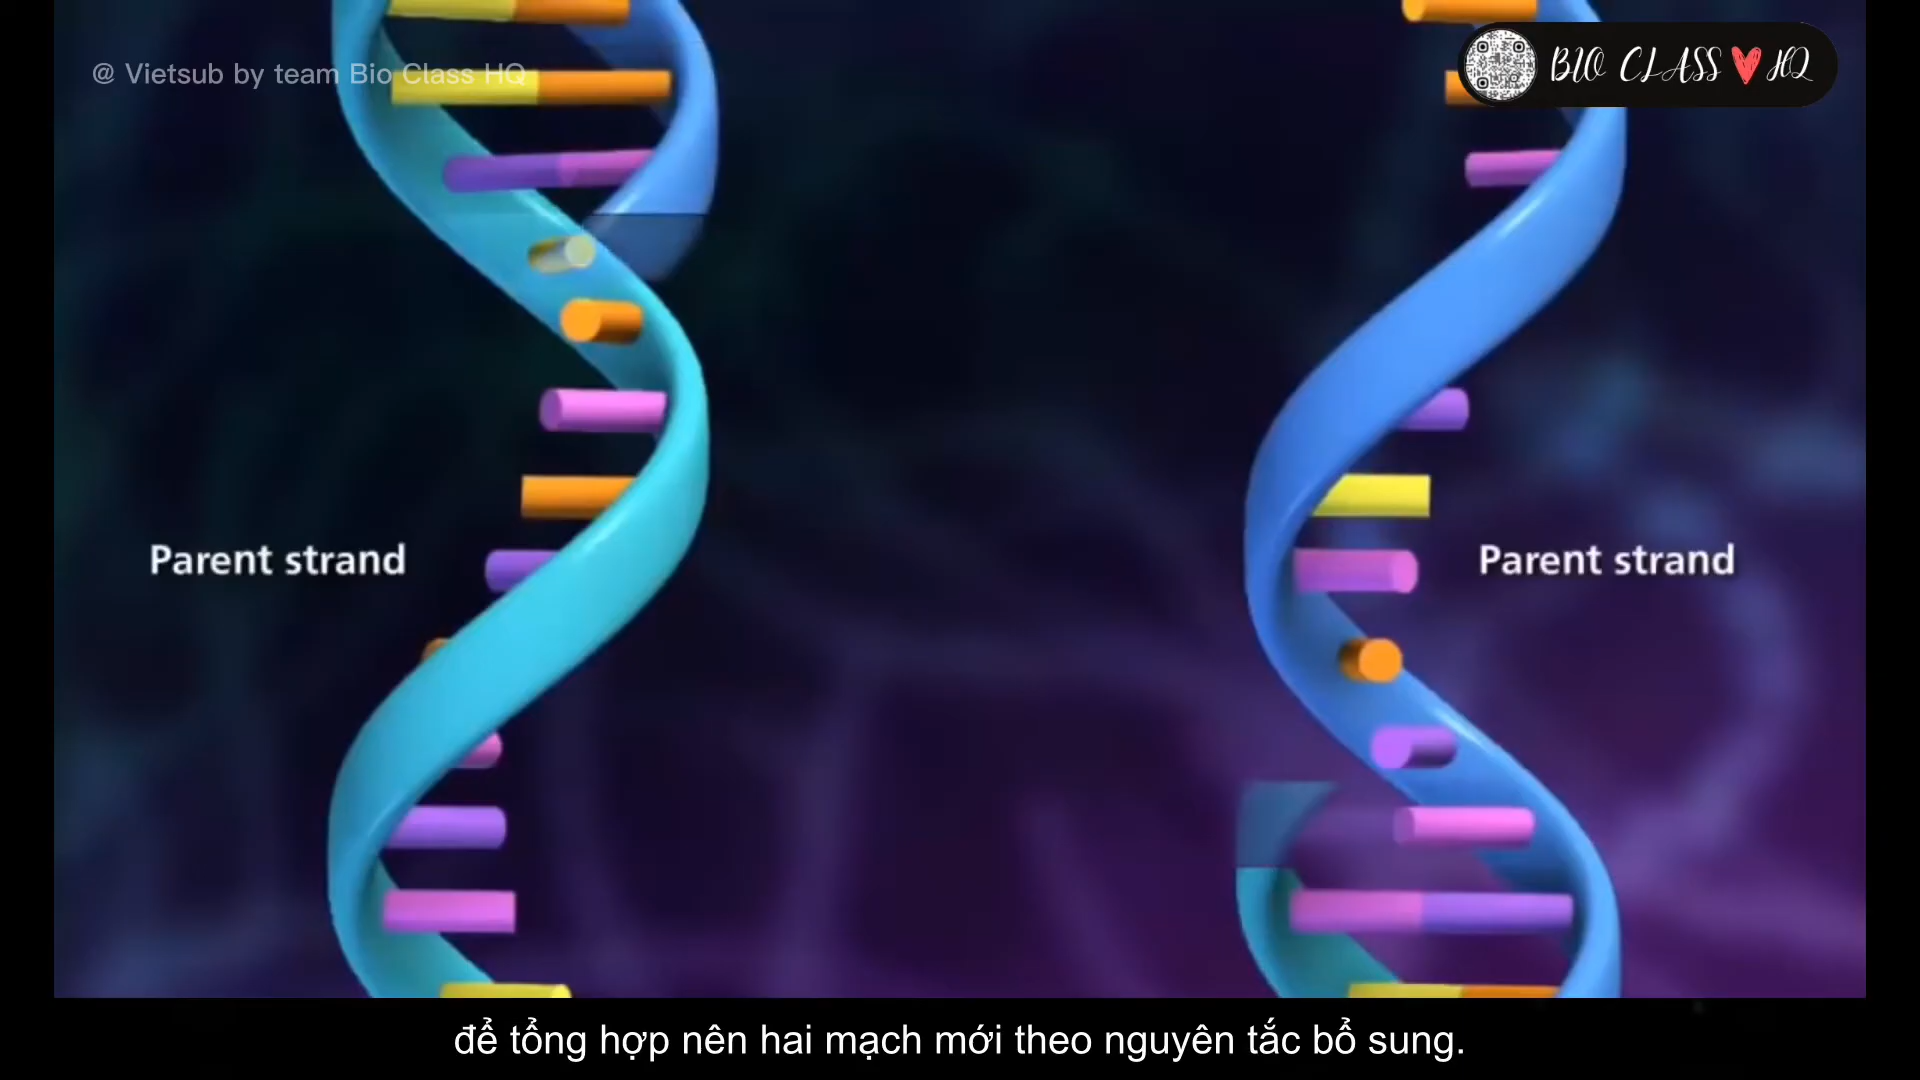 @ Vietsub by team Bio Class HQ
BIO CLASS HQ
Parent strand
Parent strand
để tổng hợp nên hai mạch mới theo nguyên tắc bổ sung.